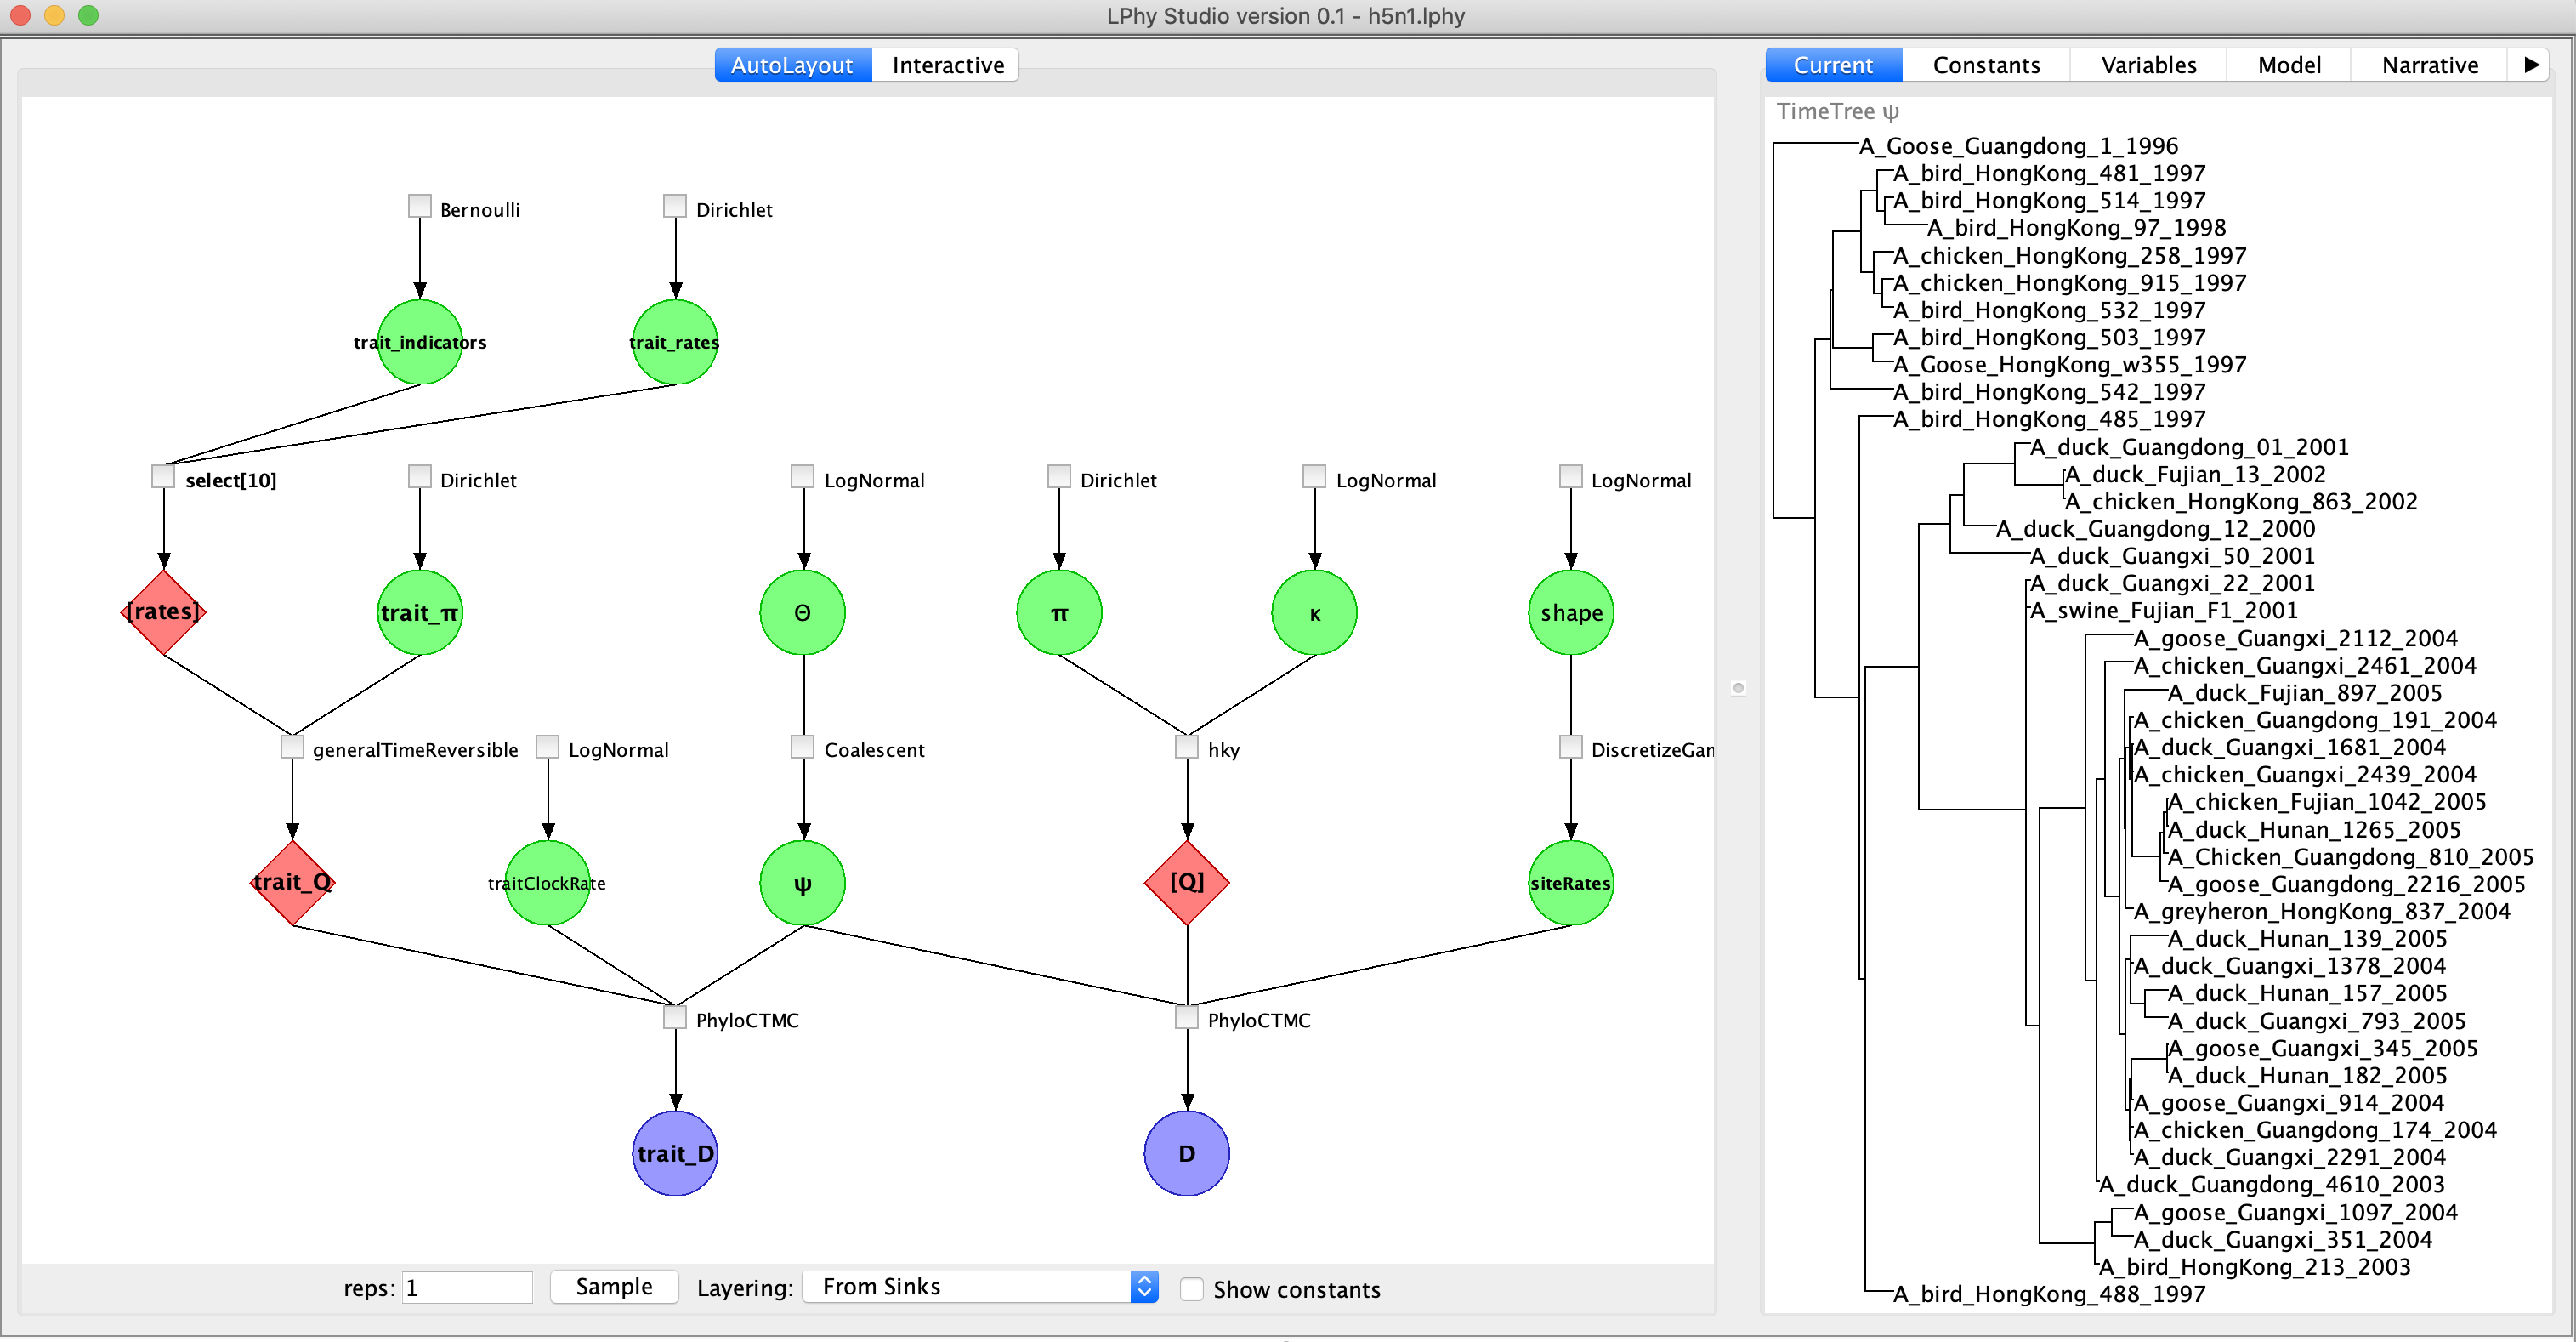 LPhy Studio version 0.1 - h5n1.lphy
AutoLayout Interactive
Bernoulli Dirichlet
trait_indicators trait_rates
select[10] Dirichlet LogNormal Dirichlet LogNormal LogNormal
[rates] trait_π Θ π κ shape
generalTimeReversible LogNormal Coalescent hky DiscretizeGam
trait_Q traitClockRate ψ [Q] siteRates
PhyloCTMC PhyloCTMC
trait_D D
reps: 1 Sample Layering: From Sinks Show constants
Current Constants Variables Model Narrative
TimeTree ψ
A_Goose_Guangdong_1_1996
A_bird_HongKong_481_1997
A_bird_HongKong_514_1997
A_bird_HongKong_97_1998
A_chicken_HongKong_258_1997
A_chicken_HongKong_915_1997
A_bird_HongKong_532_1997
A_bird_HongKong_503_1997
A_Goose_HongKong_w355_1997
A_bird_HongKong_542_1997
A_bird_HongKong_485_1997
A_duck_Guangdong_01_2001
A_duck_Fujian_13_2002
A_chicken_HongKong_863_2002
A_duck_Guangdong_12_2000
A_duck_Guangxi_50_2001
A_duck_Guangxi_22_2001
A_swine_Fujian_F1_2001
A_goose_Guangxi_2112_2004
A_chicken_Guangxi_2461_2004
A_duck_Fujian_897_2005
A_chicken_Guangdong_191_2004
A_duck_Guangxi_1681_2004
A_chicken_Guangxi_2439_2004
A_chicken_Fujian_1042_2005
A_duck_Hunan_1265_2005
A_Chicken_Guangdong_810_2005
A_goose_Guangdong_2216_2005
A_greyheron_HongKong_837_2004
A_duck_Hunan_139_2005
A_duck_Guangxi_1378_2004
A_duck_Hunan_157_2005
A_duck_Guangxi_793_2005
A_goose_Guangxi_345_2005
A_duck_Hunan_182_2005
A_goose_Guangxi_914_2004
A_chicken_Guangdong_174_2004
A_duck_Guangxi_2291_2004
A_duck_Guangdong_4610_2003
A_goose_Guangxi_1097_2004
A_duck_Guangxi_351_2004
A_bird_HongKong_213_2003
A_bird_HongKong_488_1997